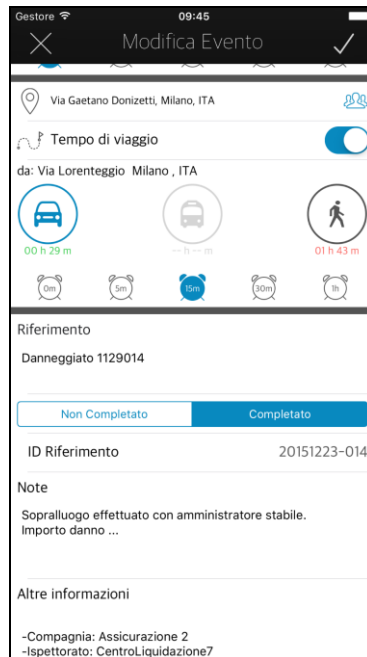 Gestore 09:45
Modifica Evento
Via Gaetano Donizetti, Milano, ITA
Tempo di viaggio
da: Via Lorenteggio Milano , ITA
00 h 29 m -- h -- m 01 h 43 m
0m 5m 15m 30m 1h
Riferimento
Danneggiato 1129014
Non Completato Completato
ID Riferimento 20151223-014
Note
Sopralluogo effettuato con amministratore stabile.
Importo danno ...
Altre informazioni
-Compagnia: Assicurazione 2
-Ispettorato: CentroLiquidazione7